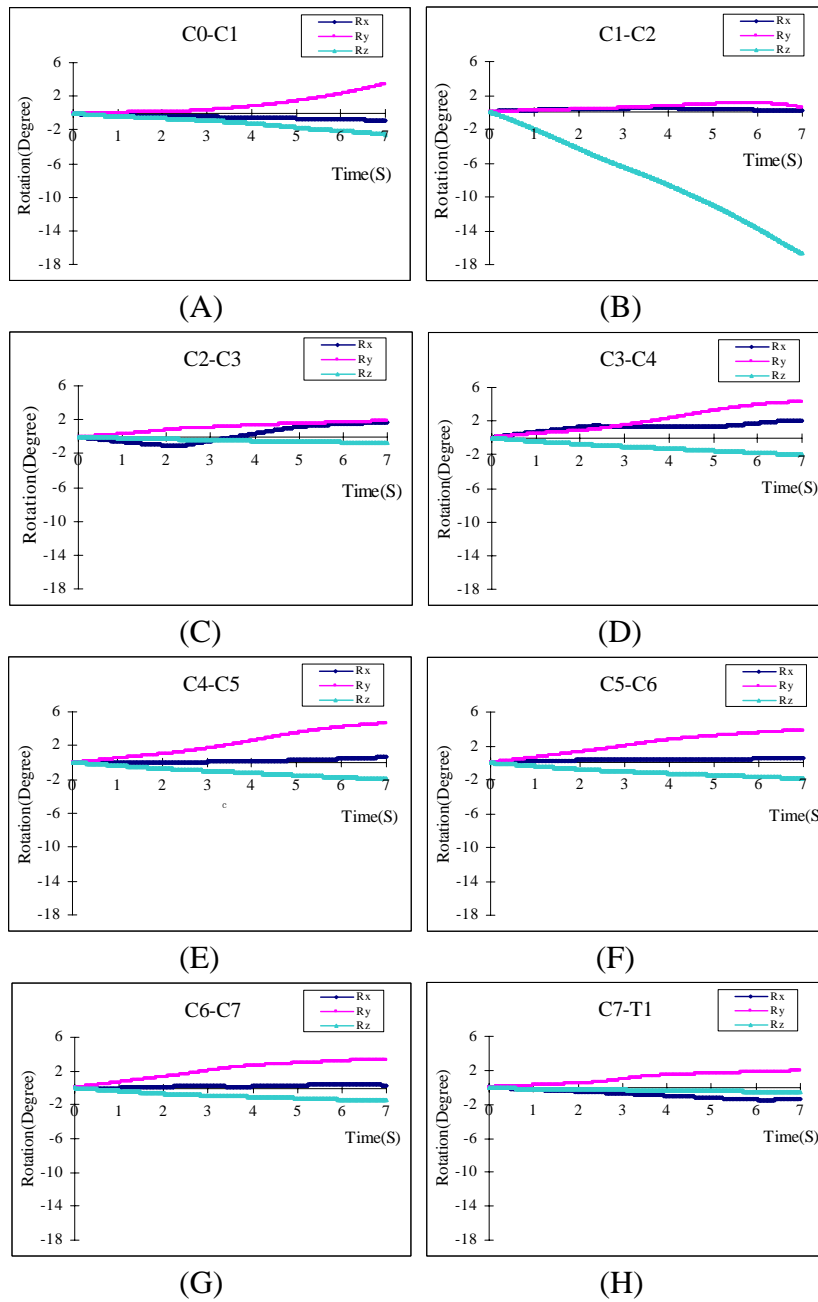 C0-C1
Rx
Ry
Rz
6
2
-2
-6
-10
-14
-18
0 1 2 3 4 5 6 7
Rotation(Degree)
Time(S)
(A)
C1-C2
Rx
Ry
Rz
6
2
-2
-6
-10
-14
-18
0 1 2 3 4 5 6 7
Rotation(Degree)
Time(S)
(B)
C2-C3
Rx
Ry
Rz
6
2
-2
-6
-10
-14
-18
0 1 2 3 4 5 6 7
Rotation(Degree)
Time(S)
(C)
C3-C4
Rx
Ry
Rz
6
2
-2
-6
-10
-14
-18
0 1 2 3 4 5 6 7
Rotation(Degree)
Time(S)
(D)
C4-C5
Rx
Ry
Rz
6
2
-2
-6
-10
-14
-18
0 1 2 3 4 5 6 7
Rotation(Degree)
Time(S)
c
(E)
C5-C6
Rx
Ry
Rz
6
2
-2
-6
-10
-14
-18
0 1 2 3 4 5 6 7
Rotation(Degree)
Time(S)
(F)
C6-C7
Rx
Ry
Rz
6
2
-2
-6
-10
-14
-18
0 1 2 3 4 5 6 7
Rotation(Degree)
Time(S)
(G)
C7-T1
Rx
Ry
Rz
6
2
-2
-6
-10
-14
-18
0 1 2 3 4 5 6 7
Rotation(Degree)
Time(S)
(H)